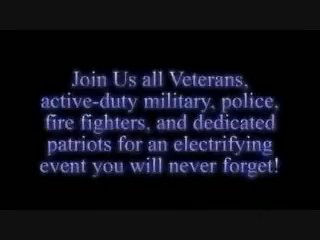 Join Us all Veterans,
active-duty military, police,
fire fighters, and dedicated
patriots for an electrifying
event you will never forget!